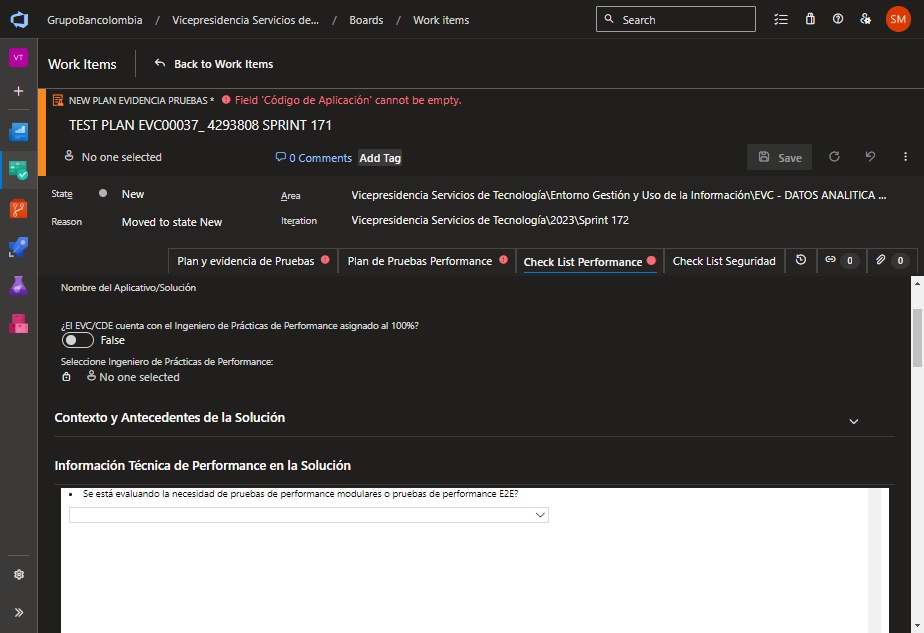 GrupoBancolombia / Vicepresidencia Servicios de... / Boards / Work items Search SM
VT Work Items Back to Work Items
NEW PLAN EVIDENCIA PRUEBAS * Field 'Código de Aplicación' cannot be empty.
TEST PLAN EVC00037_ 4293808 SPRINT 171
No one selected 0 Comments Add Tag Save
State New Area Vicepresidencia Servicios de Tecnología\Entorno Gestión y Uso de la Información\EVC - DATOS ANALITICA ...
Reason Moved to state New Iteration Vicepresidencia Servicios de Tecnología\2023\Sprint 172
Plan y evidencia de Pruebas Plan de Pruebas Performance Check List Performance Check List Seguridad 0 0
Nombre del Aplicativo/Solución
¿El EVC/CDE cuenta con el Ingeniero de Prácticas de Performance asignado al 100%?
False
Seleccione Ingeniero de Prácticas de Performance:
No one selected
Contexto y Antecedentes de la Solución
Información Técnica de Performance en la Solución
• Se está evaluando la necesidad de pruebas de performance modulares o pruebas de performance E2E?